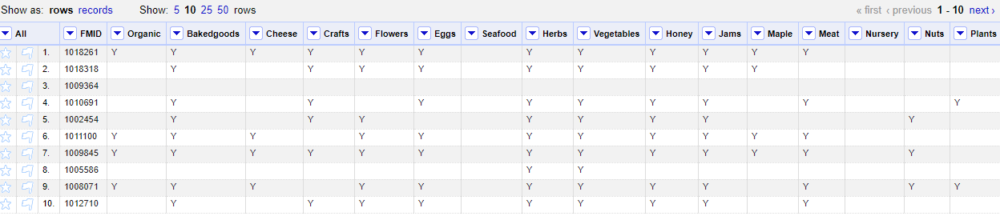 Show as: rows records Show: 5 10 25 50 rows « first ‹ previous 1 - 10 next ›
All FMID Organic Bakedgoods Cheese Crafts Flowers Eggs Seafood Herbs Vegetables Honey Jams Maple Meat Nursery Nuts Plants
1. 1018261 Y Y Y Y Y Y Y Y Y Y Y Y
2. 1018318 Y Y Y Y Y Y Y Y Y
3. 1009364
4. 1010691 Y Y Y Y Y Y Y Y Y
5. 1002454 Y Y Y Y Y Y Y Y
6. 1011100 Y Y Y Y Y Y Y Y Y Y Y
7. 1009845 Y Y Y Y Y Y Y Y Y Y Y Y Y
8. 1005586 Y Y
9. 1008071 Y Y Y Y Y Y Y Y Y Y Y Y
10. 1012710 Y Y Y Y Y Y Y Y Y